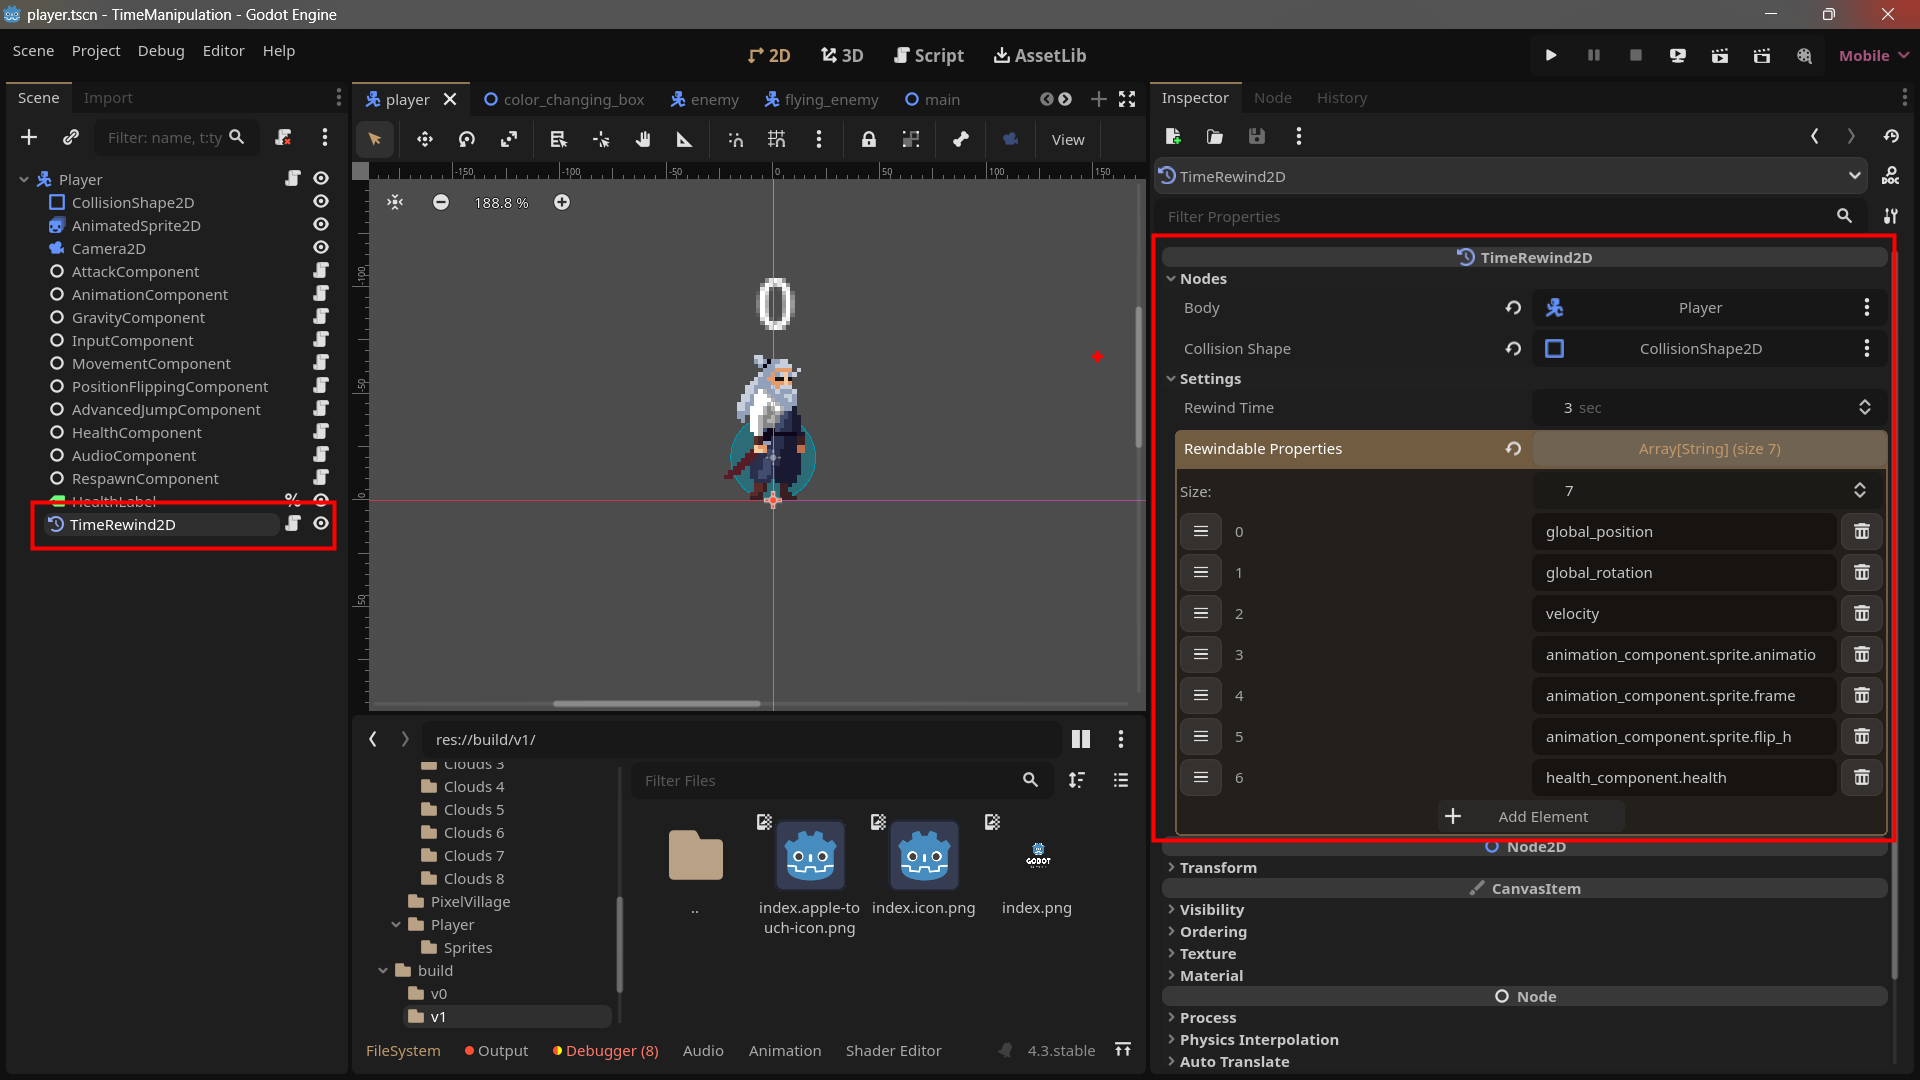 player.tscn - TimeManipulation - Godot Engine
Scene Project Debug Editor Help
2D 3D Script AssetLib
Mobile
Scene Import
Filter: name, t:ty
Player
CollisionShape2D
AnimatedSprite2D
Camera2D
AttackComponent
AnimationComponent
GravityComponent
InputComponent
MovementComponent
PositionFlippingComponent
AdvancedJumpComponent
HealthComponent
AudioComponent
RespawnComponent
HealthLabel
TimeRewind2D
player color_changing_box enemy flying_enemy main
View
-150 -100 -50 0 50 100 150
188.8 %
-100
-50
0
50
0
res://build/v1/
Clouds 3
Clouds 4
Clouds 5
Clouds 6
Clouds 7
Clouds 8
PixelVillage
Player
Sprites
build
v0
v1
Filter Files
..
index.apple-to
uch-icon.png
index.icon.png
GODOT
index.png
FileSystem Output Debugger (8) Audio Animation Shader Editor 4.3.stable
Inspector Node History
TimeRewind2D
DOC
Filter Properties
TimeRewind2D
Nodes
Body Player
Collision Shape CollisionShape2D
Settings
Rewind Time 3 sec
Rewindable Properties Array[String] (size 7)
Size: 7
0 global_position
1 global_rotation
2 velocity
3 animation_component.sprite.animatio
4 animation_component.sprite.frame
5 animation_component.sprite.flip_h
6 health_component.health
Add Element
Node2D
Transform
CanvasItem
Visibility
Ordering
Texture
Material
Node
Process
Physics Interpolation
Auto Translate